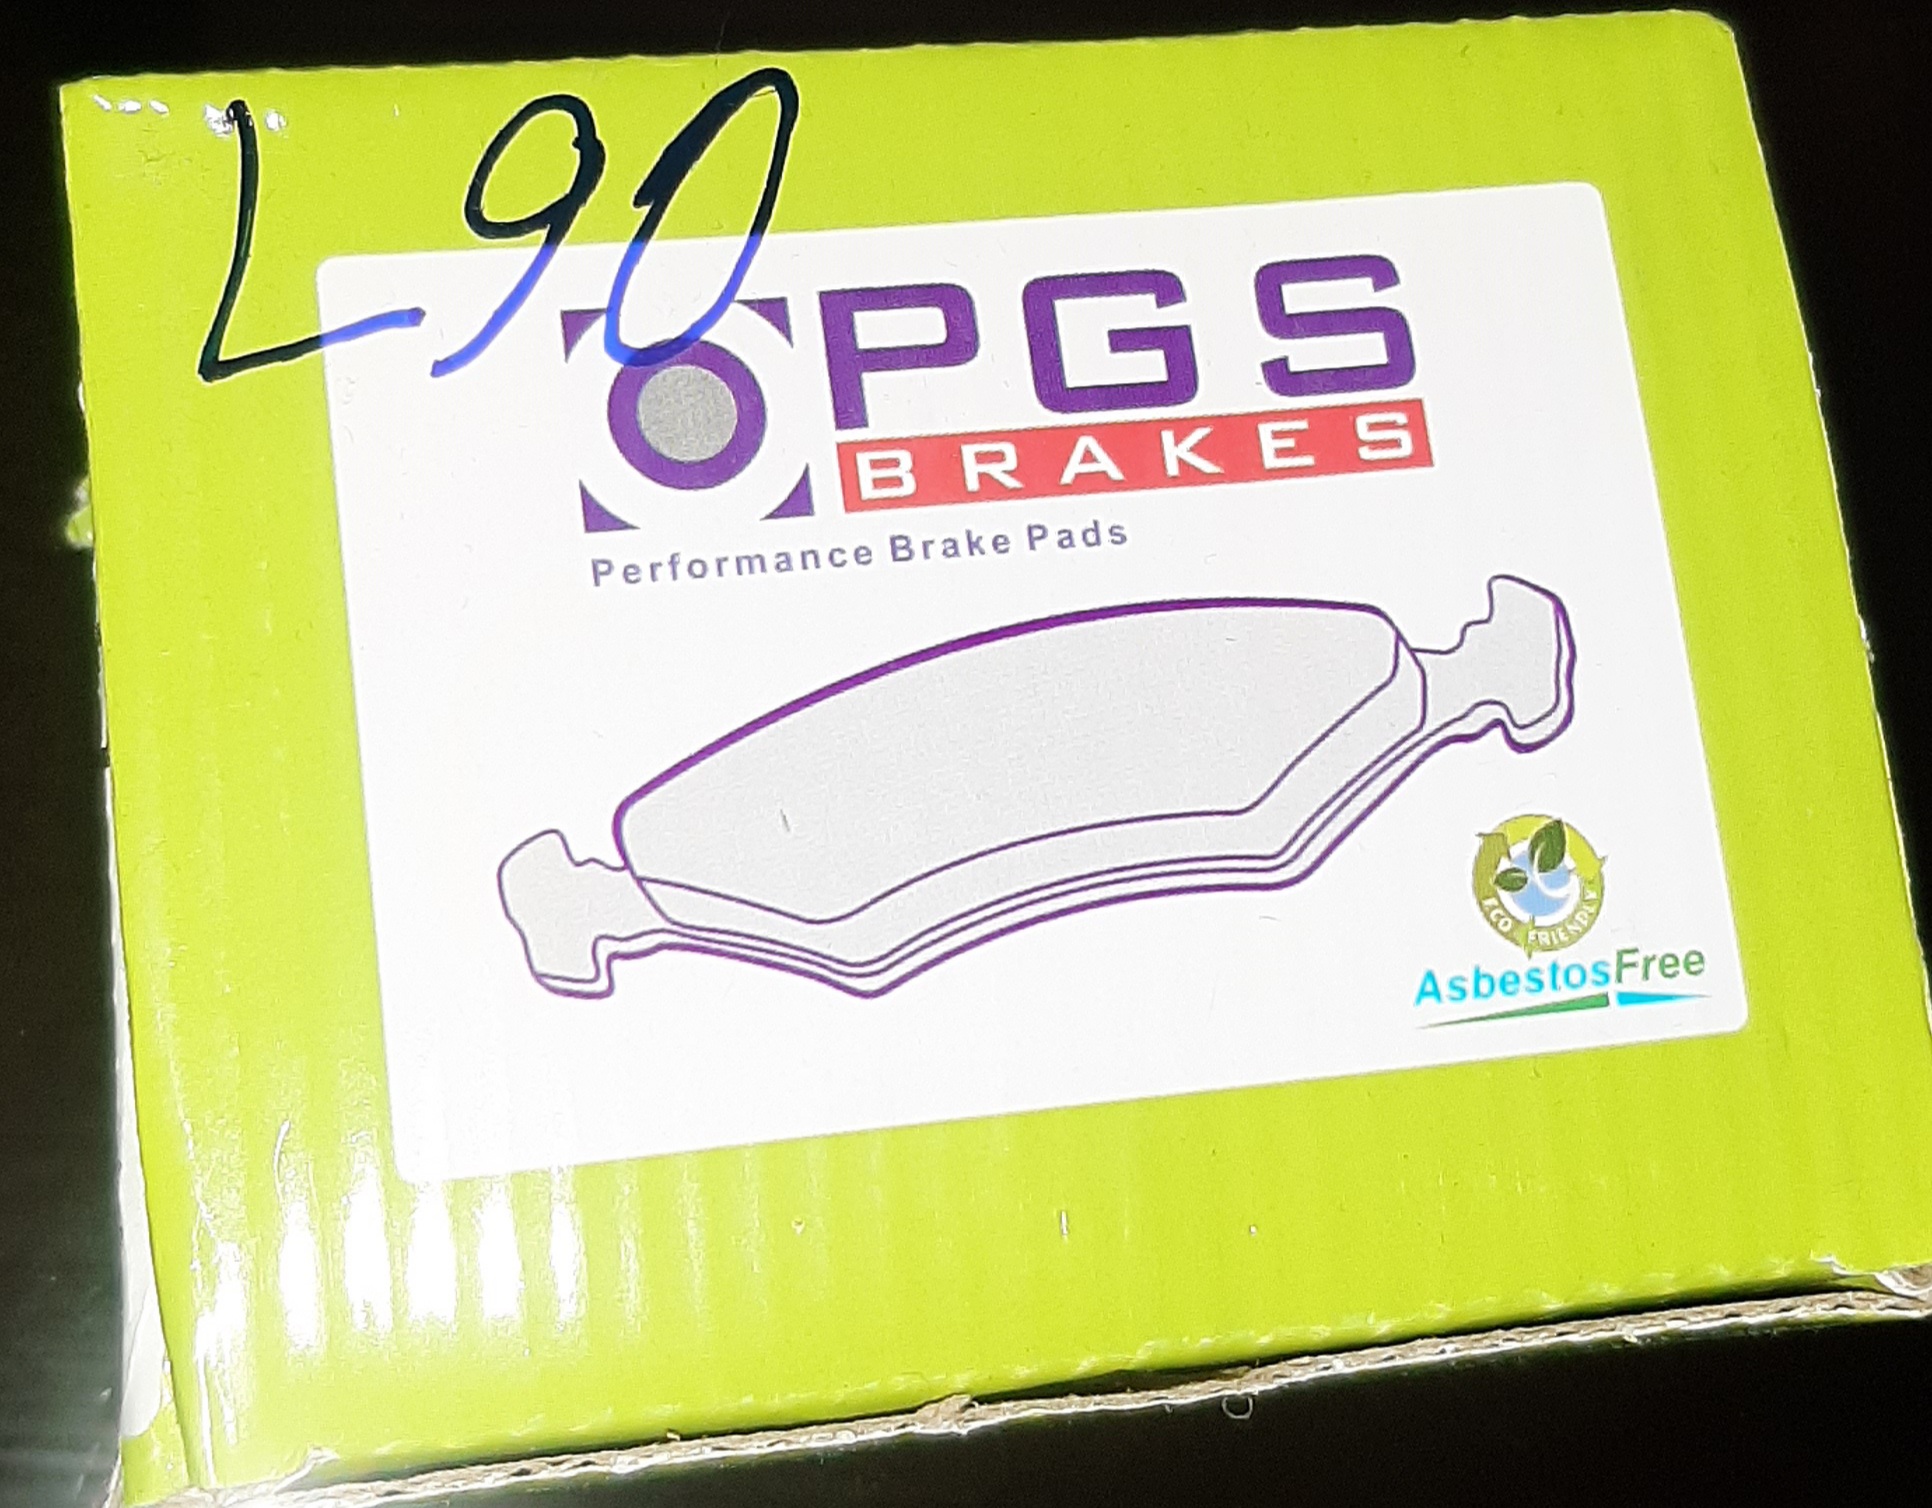 L90
PGS
BRAKES
Performance Brake Pads
ECO FRIENDLY
AsbestosFree